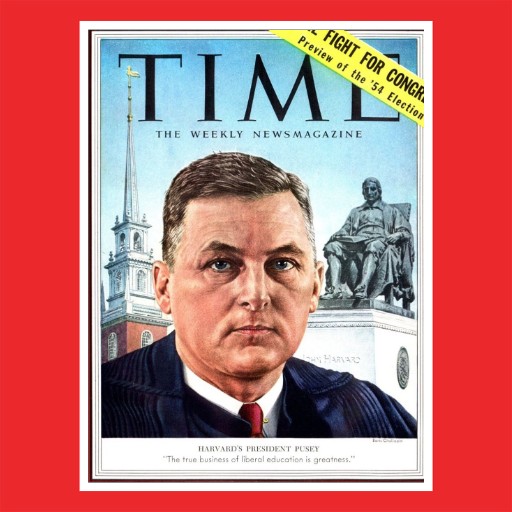 FIGHT FOR CONGR
Preview of the '54 Election
TIME
THE WEEKLY NEWSMAGAZINE
JOHN HARVARD
HARVARD'S PRESIDENT PUSEY
"The true business of liberal education is greatness."